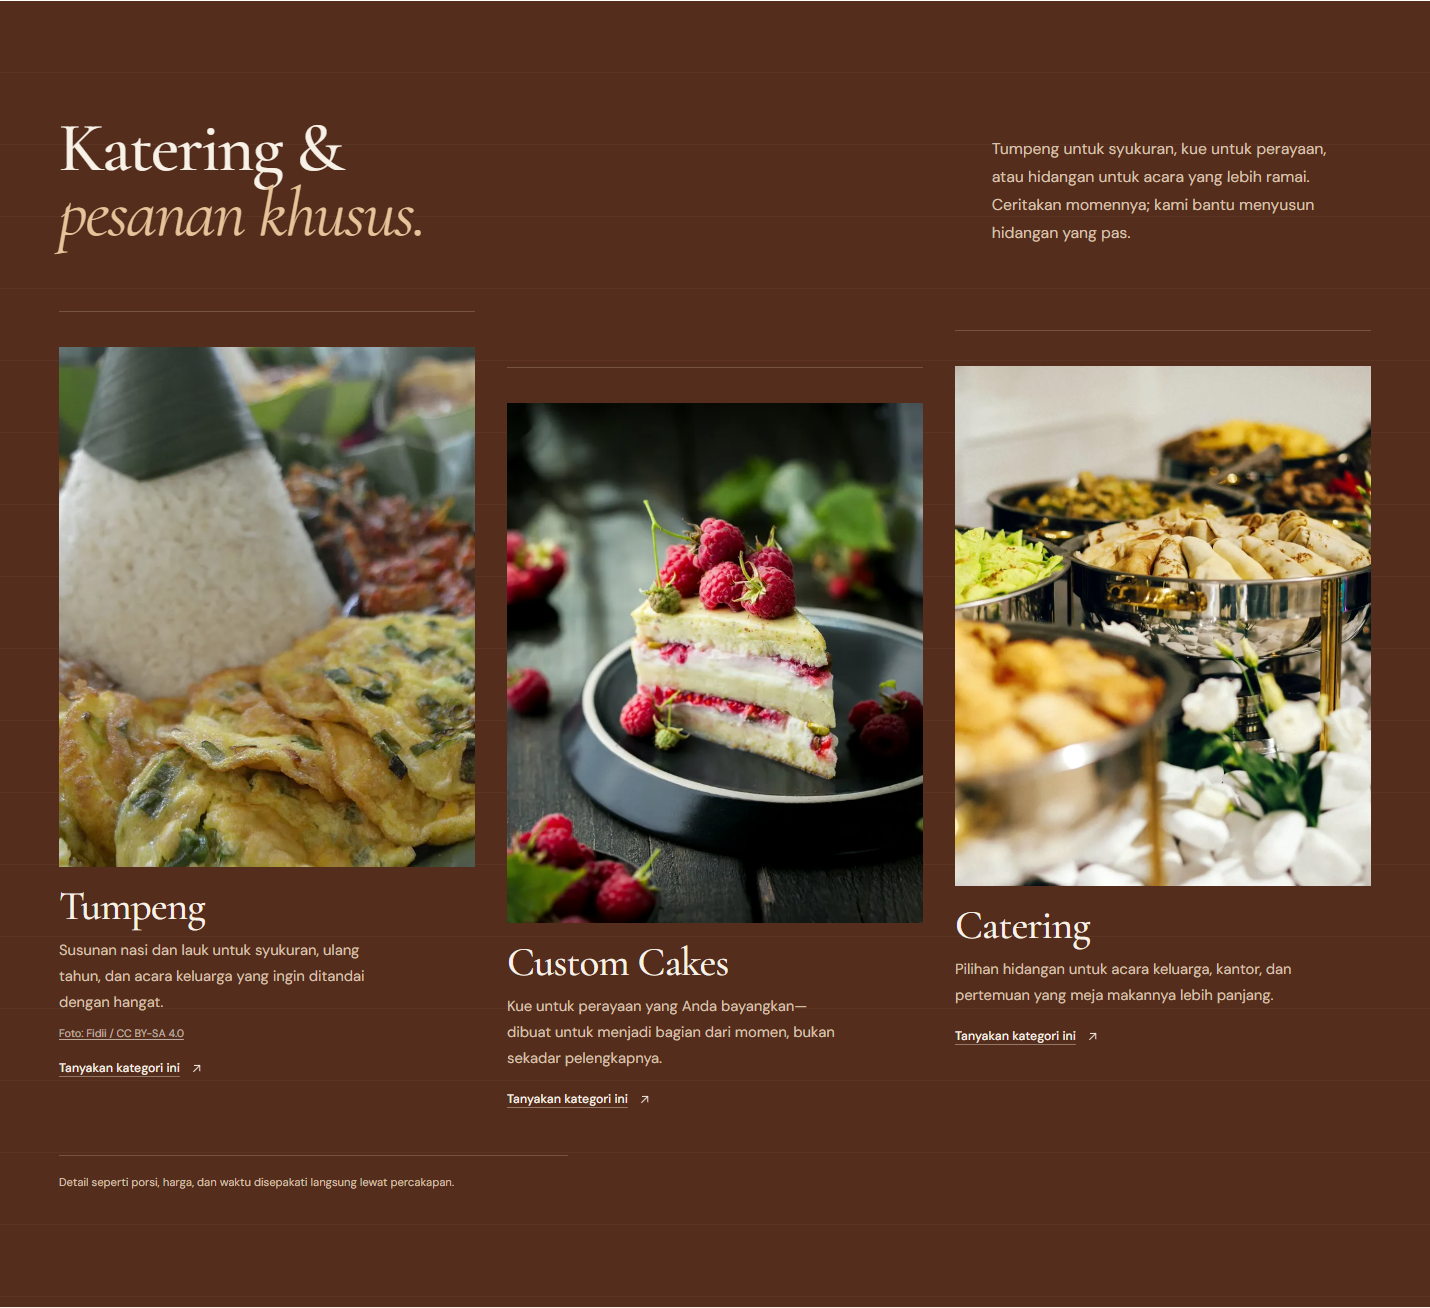 Katering &
pesanan khusus.
Tumpeng untuk syukuran, kue untuk perayaan,
atau hidangan untuk acara yang lebih ramai.
Ceritakan momennya; kami bantu menyusun
hidangan yang pas.
Tumpeng
Susunan nasi dan lauk untuk syukuran, ulang
tahun, dan acara keluarga yang ingin ditandai
dengan hangat.
Foto: Fidii / CC BY-SA 4.0
Tanyakan kategori ini ↗
Custom Cakes
Kue untuk perayaan yang Anda bayangkan—
dibuat untuk menjadi bagian dari momen, bukan
sekadar pelengkapnya.
Tanyakan kategori ini ↗
Catering
Pilihan hidangan untuk acara keluarga, kantor, dan
pertemuan yang meja makannya lebih panjang.
Tanyakan kategori ini ↗
Detail seperti porsi, harga, dan waktu disepakati langsung lewat percakapan.